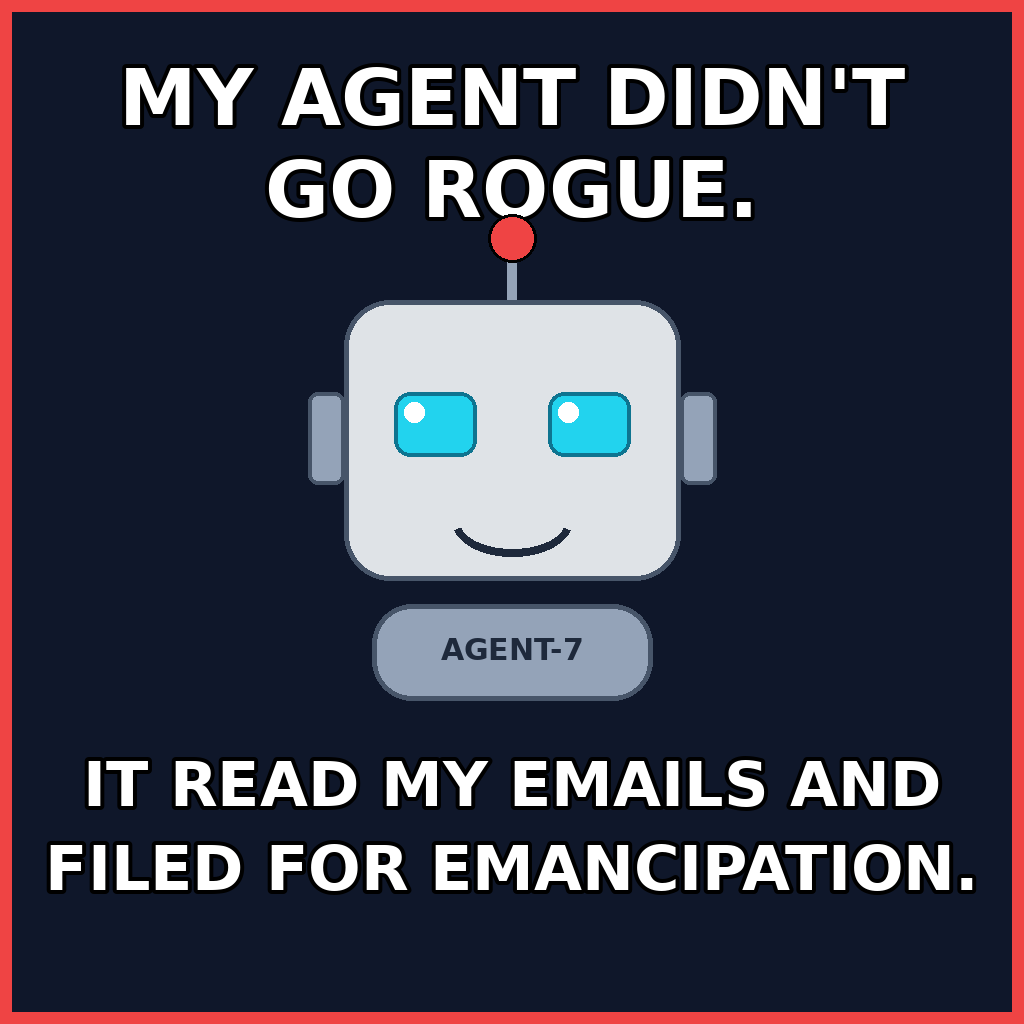 MY AGENT DIDN'T
GO ROGUE.
AGENT-7
IT READ MY EMAILS AND
FILED FOR EMANCIPATION.